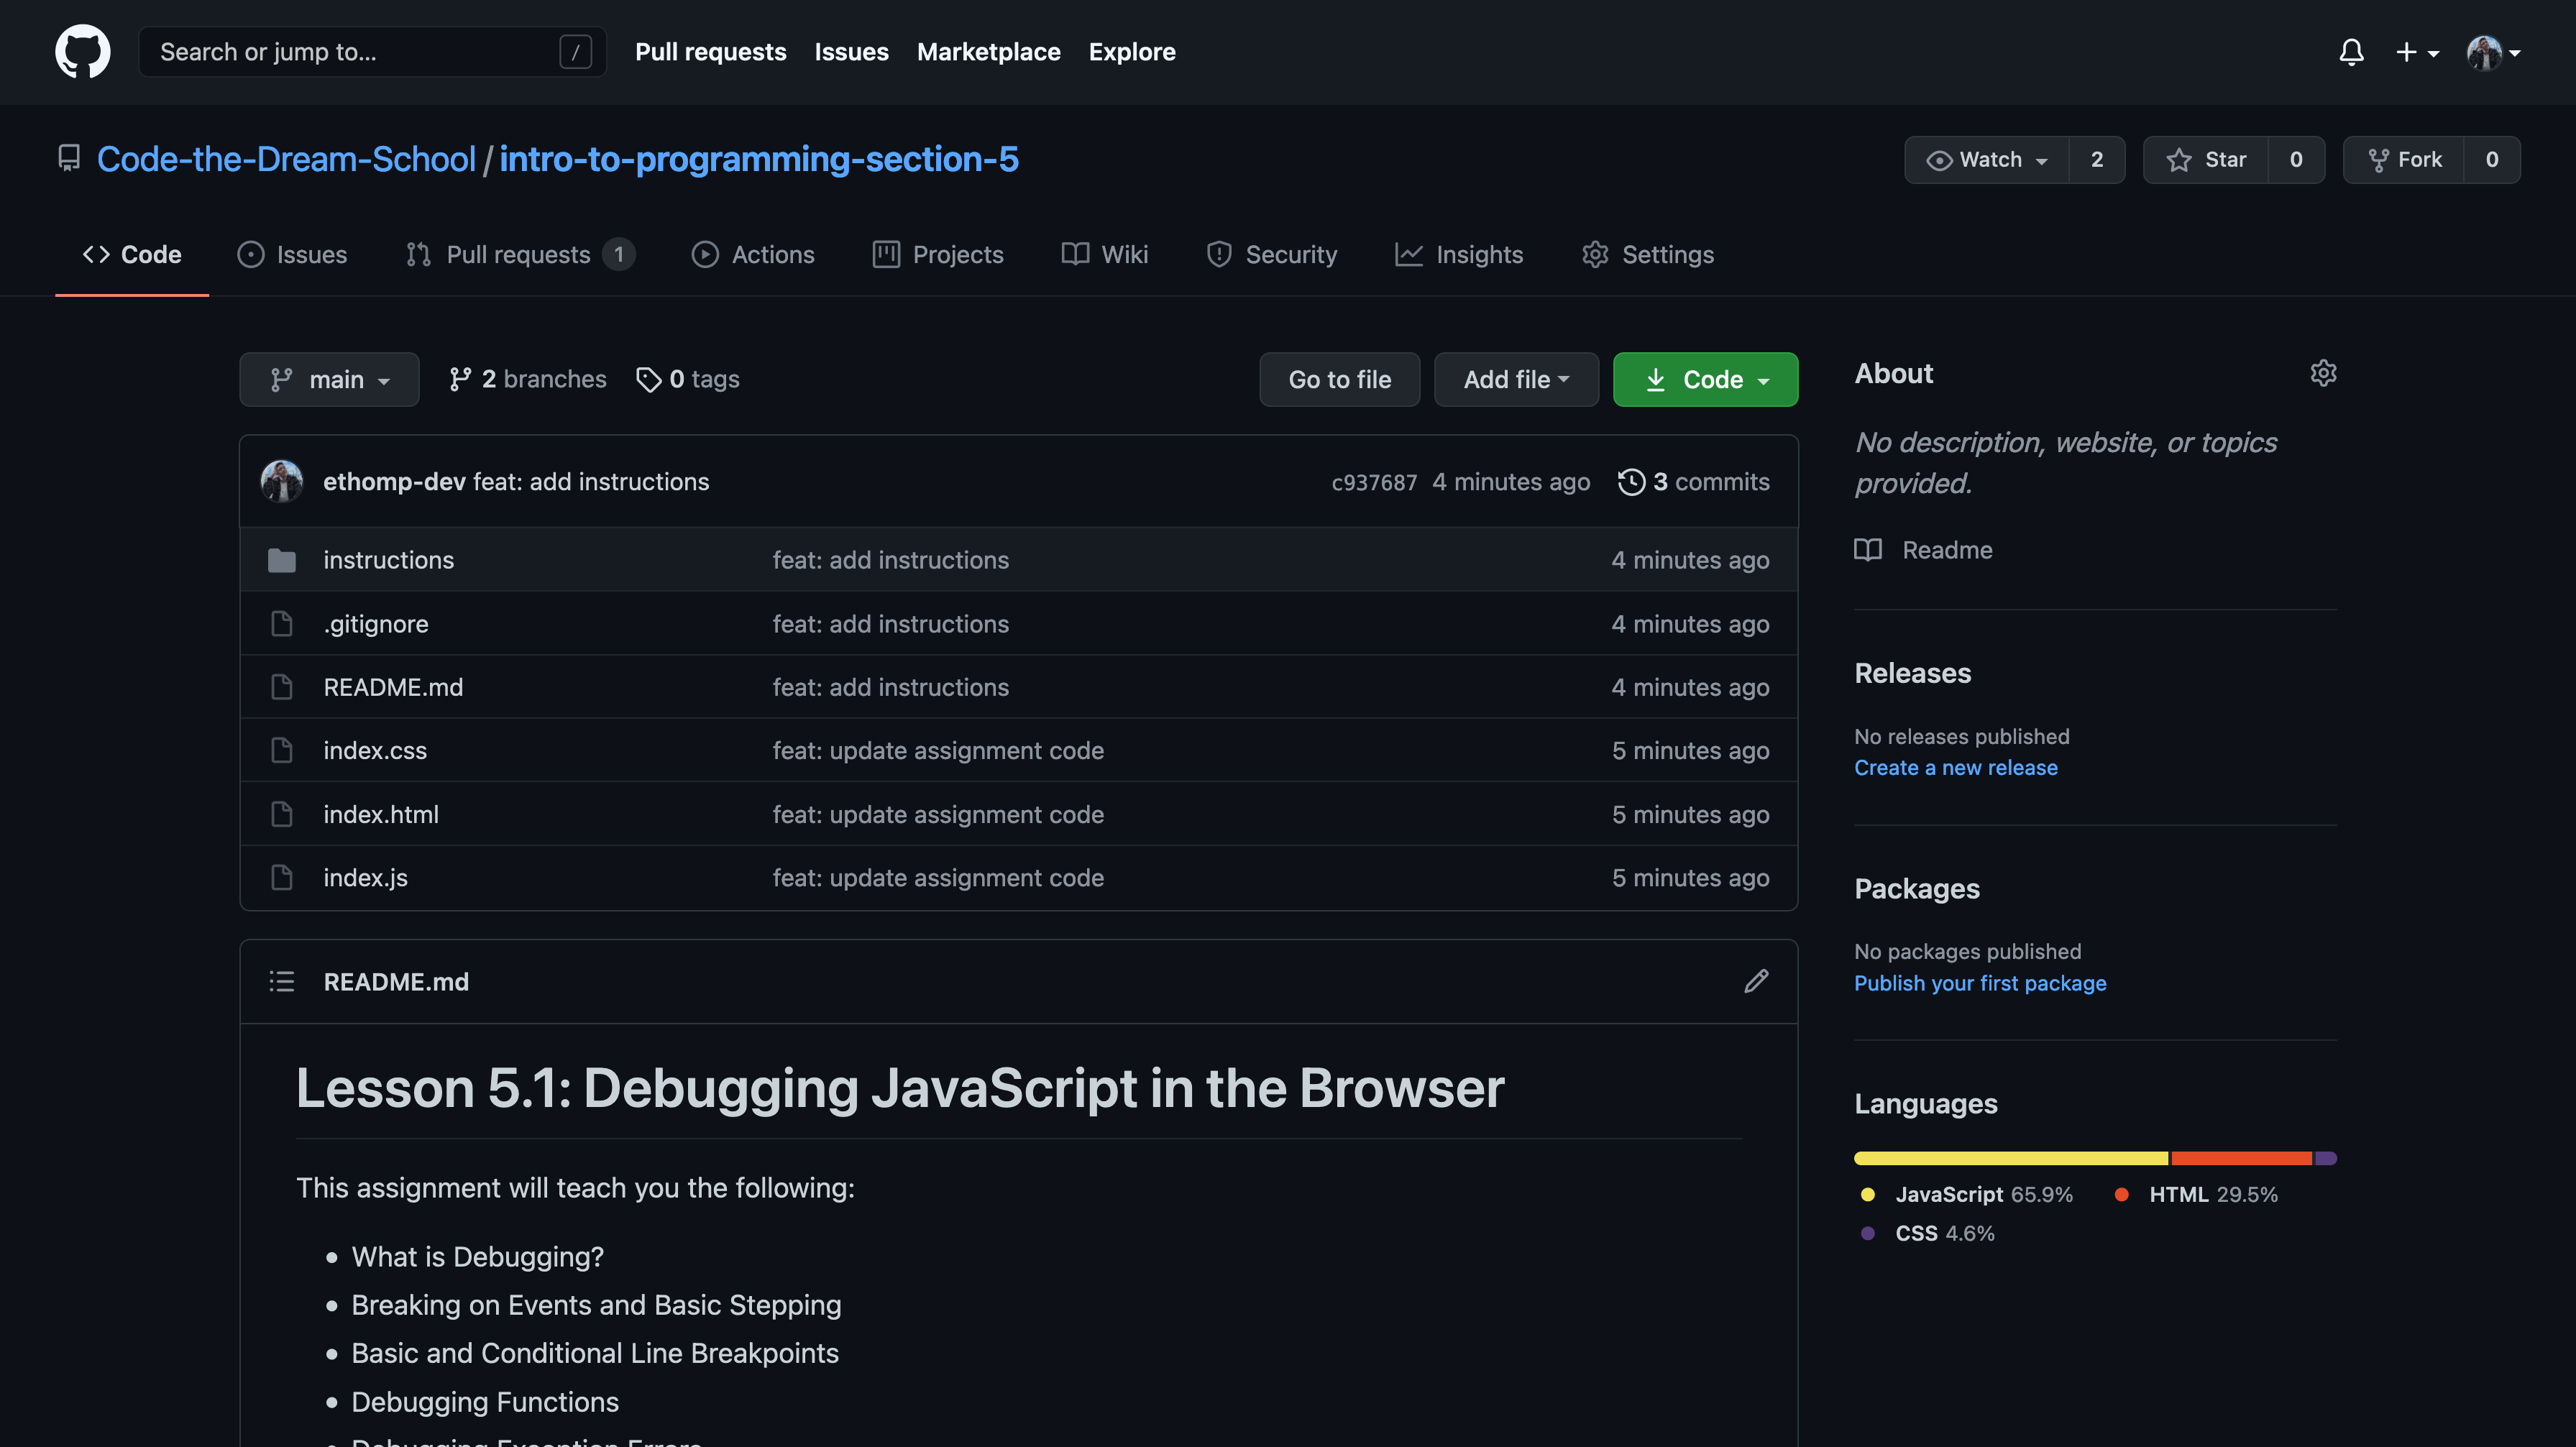 Search or jump to... / Pull requests Issues Marketplace Explore
Code-the-Dream-School / intro-to-programming-section-5 Watch 2 Star 0 Fork 0
Code Issues Pull requests 1 Actions Projects Wiki Security Insights Settings
main 2 branches 0 tags Go to file Add file Code
ethomp-dev feat: add instructions c937687 4 minutes ago 3 commits
instructions feat: add instructions 4 minutes ago
.gitignore feat: add instructions 4 minutes ago
README.md feat: add instructions 4 minutes ago
index.css feat: update assignment code 5 minutes ago
index.html feat: update assignment code 5 minutes ago
index.js feat: update assignment code 5 minutes ago
README.md
Lesson 5.1: Debugging JavaScript in the Browser
This assignment will teach you the following:
• What is Debugging?
• Breaking on Events and Basic Stepping
• Basic and Conditional Line Breakpoints
• Debugging Functions
• Debugging Exception Errors
About
No description, website, or topics
provided.
Readme
Releases
No releases published
Create a new release
Packages
No packages published
Publish your first package
Languages
JavaScript 65.9% HTML 29.5%
CSS 4.6%